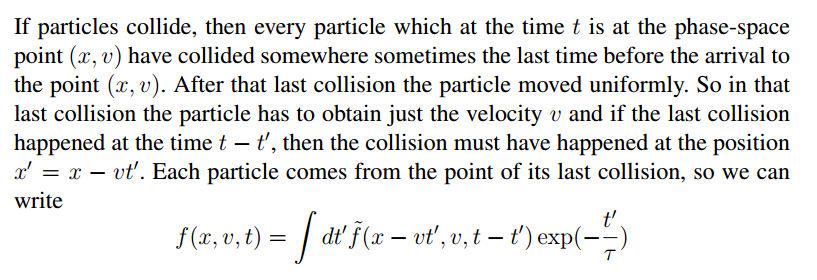 If particles collide, then every particle which at the time t is at the phase-space
point (x, v) have collided somewhere sometimes the last time before the arrival to
the point (x, v). After that last collision the particle moved uniformly. So in that
last collision the particle has to obtain just the velocity v and if the last collision
happened at the time t − t′, then the collision must have happened at the position
x′ = x − vt′. Each particle comes from the point of its last collision, so we can
write
f(x, v, t) = ∫ dt′ f̃(x − vt′, v, t − t′) exp(−t′/τ)